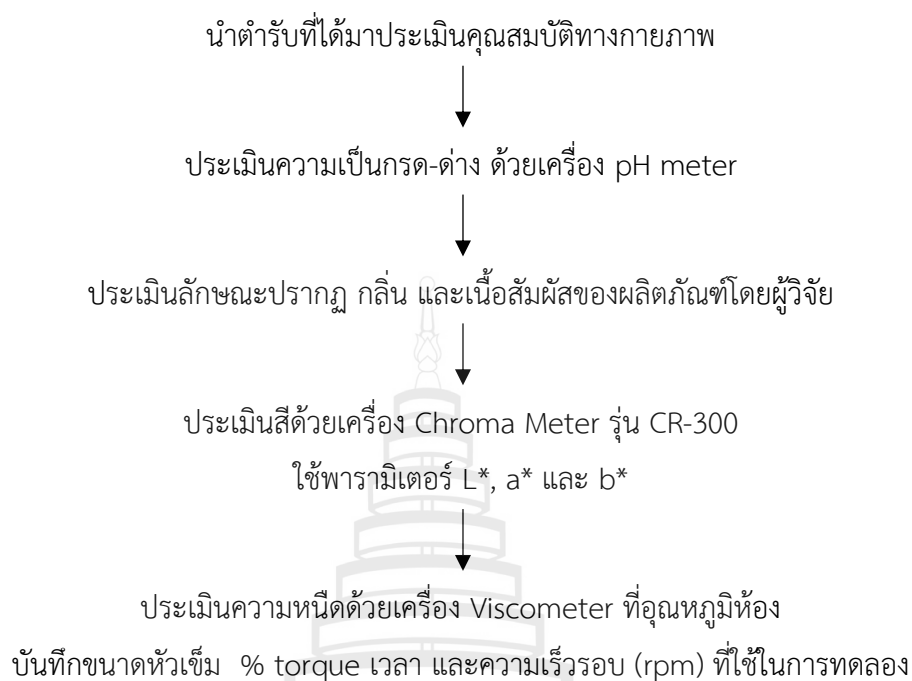 นำตำรับที่ได้มาประเมินคุณสมบัติทางกายภาพ
ประเมินความเป็นกรด-ด่าง ด้วยเครื่อง pH meter
ประเมินลักษณะปรากฏ กลิ่น และเนื้อสัมผัสของผลิตภัณฑ์โดยผู้วิจัย
ประเมินสีด้วยเครื่อง Chroma Meter รุ่น CR-300
ใช้พารามิเตอร์ L*, a* และ b*
ประเมินความหนืดด้วยเครื่อง Viscometer ที่อุณหภูมิห้อง
บันทึกขนาดหัวเข็ม % torque เวลา และความเร็วรอบ (rpm) ที่ใช้ในการทดลอง